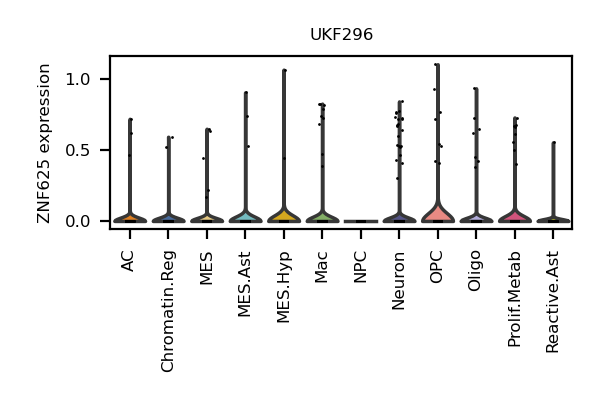 UKF296
ZNF625 expression
1.0
0.5
0.0
AC
Chromatin.Reg
MES
MES.Ast
MES.Hyp
Mac
NPC
Neuron
OPC
Oligo
Prolif.Metab
Reactive.Ast